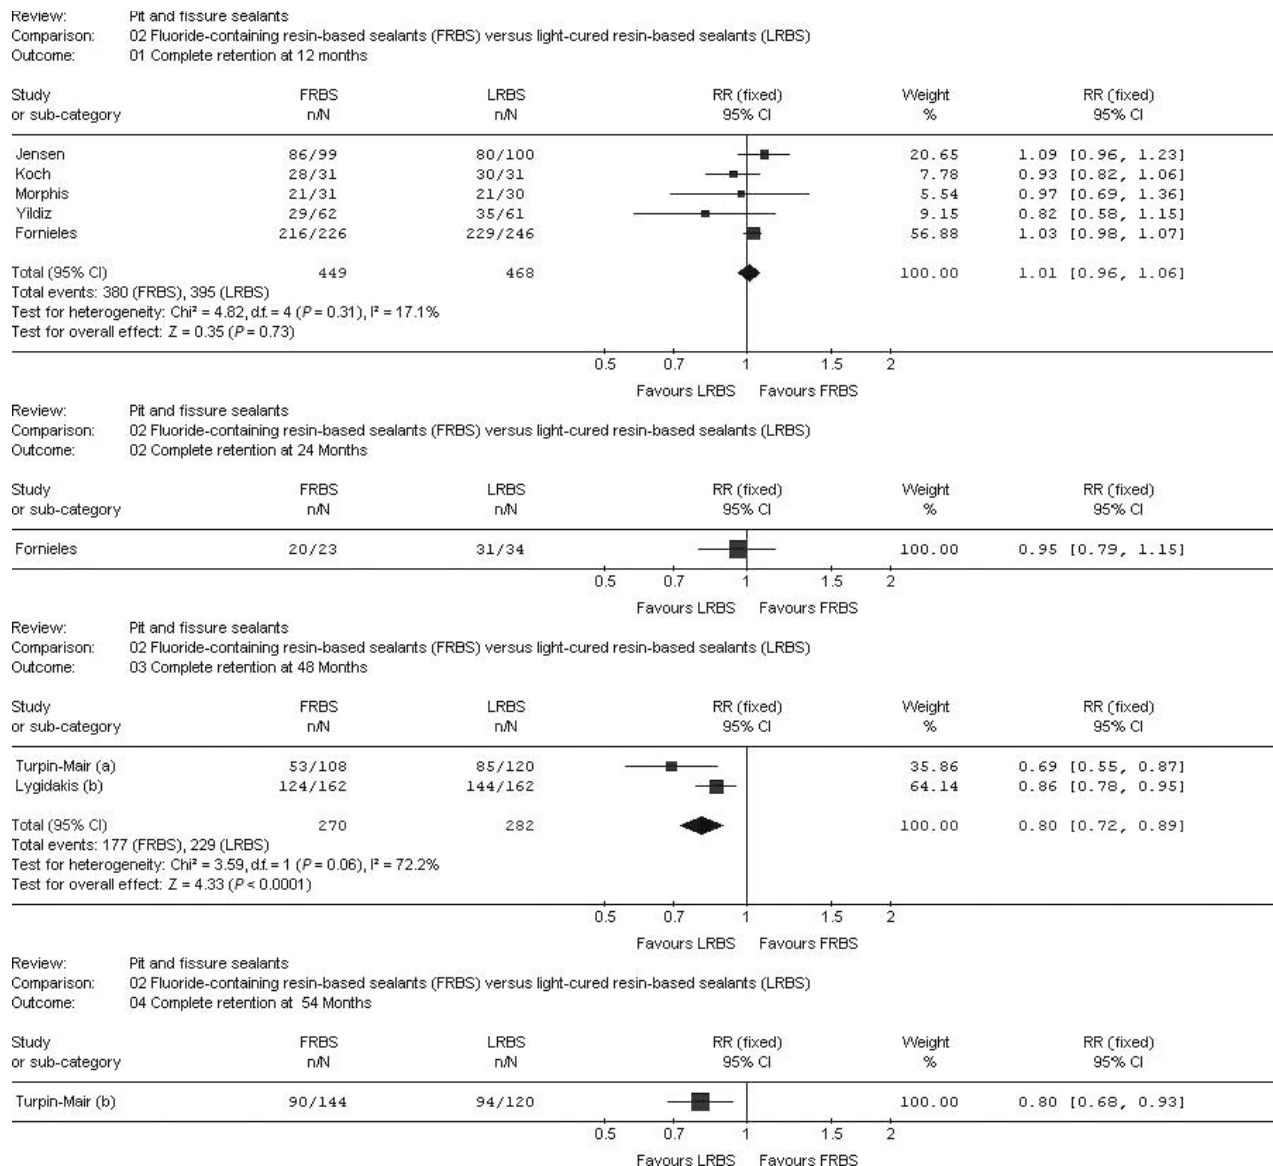 Review: Pit and fissure sealants
Comparison: 02 Fluoride-containing resin-based sealants (FRBS) versus light-cured resin-based sealants (LRBS)
Outcome: 01 Complete retention at 12 months
Study FRBS LRBS RR (fixed) Weight RR (fixed)
or sub-category n/N n/N 95% CI % 95% CI
Jensen 86/99 80/100 20.65 1.09 [0.96, 1.23]
Koch 28/31 30/31 7.78 0.93 [0.82, 1.06]
Morphis 21/31 21/30 5.54 0.97 [0.69, 1.36]
Yildiz 29/62 35/61 9.15 0.82 [0.58, 1.15]
Fornieles 216/226 229/246 56.88 1.03 [0.98, 1.07]
Total (95% CI) 449 468 100.00 1.01 [0.96, 1.06]
Total events: 380 (FRBS), 395 (LRBS)
Test for heterogeneity: Chi² = 4.82, d.f. = 4 (P = 0.31), I² = 17.1%
Test for overall effect: Z = 0.35 (P = 0.73)
0.5 0.7 1 1.5 2
Favours LRBS Favours FRBS
Review: Pit and fissure sealants
Comparison: 02 Fluoride-containing resin-based sealants (FRBS) versus light-cured resin-based sealants (LRBS)
Outcome: 02 Complete retention at 24 Months
Study FRBS LRBS RR (fixed) Weight RR (fixed)
or sub-category n/N n/N 95% CI % 95% CI
Fornieles 20/23 31/34 100.00 0.95 [0.79, 1.15]
0.5 0.7 1 1.5 2
Favours LRBS Favours FRBS
Review: Pit and fissure sealants
Comparison: 02 Fluoride-containing resin-based sealants (FRBS) versus light-cured resin-based sealants (LRBS)
Outcome: 03 Complete retention at 48 Months
Study FRBS LRBS RR (fixed) Weight RR (fixed)
or sub-category n/N n/N 95% CI % 95% CI
Turpin-Mair (a) 53/108 85/120 35.86 0.69 [0.55, 0.87]
Lygidakis (b) 124/162 144/162 64.14 0.86 [0.78, 0.95]
Total (95% CI) 270 282 100.00 0.80 [0.72, 0.89]
Total events: 177 (FRBS), 229 (LRBS)
Test for heterogeneity: Chi² = 3.59, d.f. = 1 (P = 0.06), I² = 72.2%
Test for overall effect: Z = 4.33 (P < 0.0001)
0.5 0.7 1 1.5 2
Favours LRBS Favours FRBS
Review: Pit and fissure sealants
Comparison: 02 Fluoride-containing resin-based sealants (FRBS) versus light-cured resin-based sealants (LRBS)
Outcome: 04 Complete retention at 54 Months
Study FRBS LRBS RR (fixed) Weight RR (fixed)
or sub-category n/N n/N 95% CI % 95% CI
Turpin-Mair (b) 90/144 94/120 100.00 0.80 [0.68, 0.93]
0.5 0.7 1 1.5 2
Favours LRBS Favours FRBS